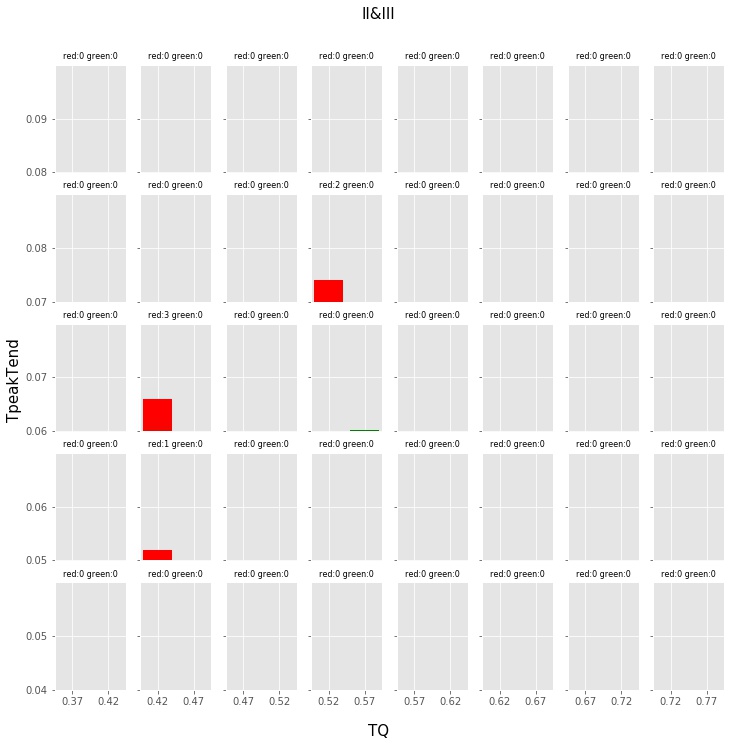 II&III
red:0 green:0 red:0 green:0 red:0 green:0 red:0 green:0 red:0 green:0 red:0 green:0 red:0 green:0 red:0 green:0
0.09
0.08
red:0 green:0 red:0 green:0 red:0 green:0 red:2 green:0 red:0 green:0 red:0 green:0 red:0 green:0 red:0 green:0
0.08
0.07
red:0 green:0 red:3 green:0 red:0 green:0 red:0 green:0 red:0 green:0 red:0 green:0 red:0 green:0 red:0 green:0
0.07
TpeakTend
0.06
red:0 green:0 red:1 green:0 red:0 green:0 red:0 green:0 red:0 green:0 red:0 green:0 red:0 green:0 red:0 green:0
0.06
0.05
red:0 green:0 red:0 green:0 red:0 green:0 red:0 green:0 red:0 green:0 red:0 green:0 red:0 green:0 red:0 green:0
0.05
0.04
0.37 0.42 0.42 0.47 0.47 0.52 0.52 0.57 0.57 0.62 0.62 0.67 0.67 0.72 0.72 0.77
TQ